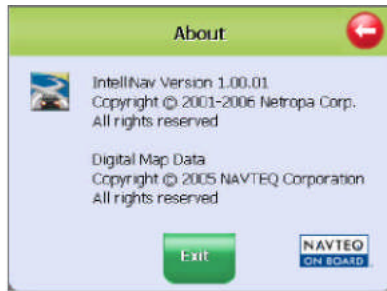 About
IntelliNav Version 1.00.01
Copyright © 2001-2006 Netropa Corp.
All rights reserved
Digital Map Data
Copyright © 2005 NAVTEQ Corporation
All rights reserved
Exit
NAVTEQ
ON BOARD